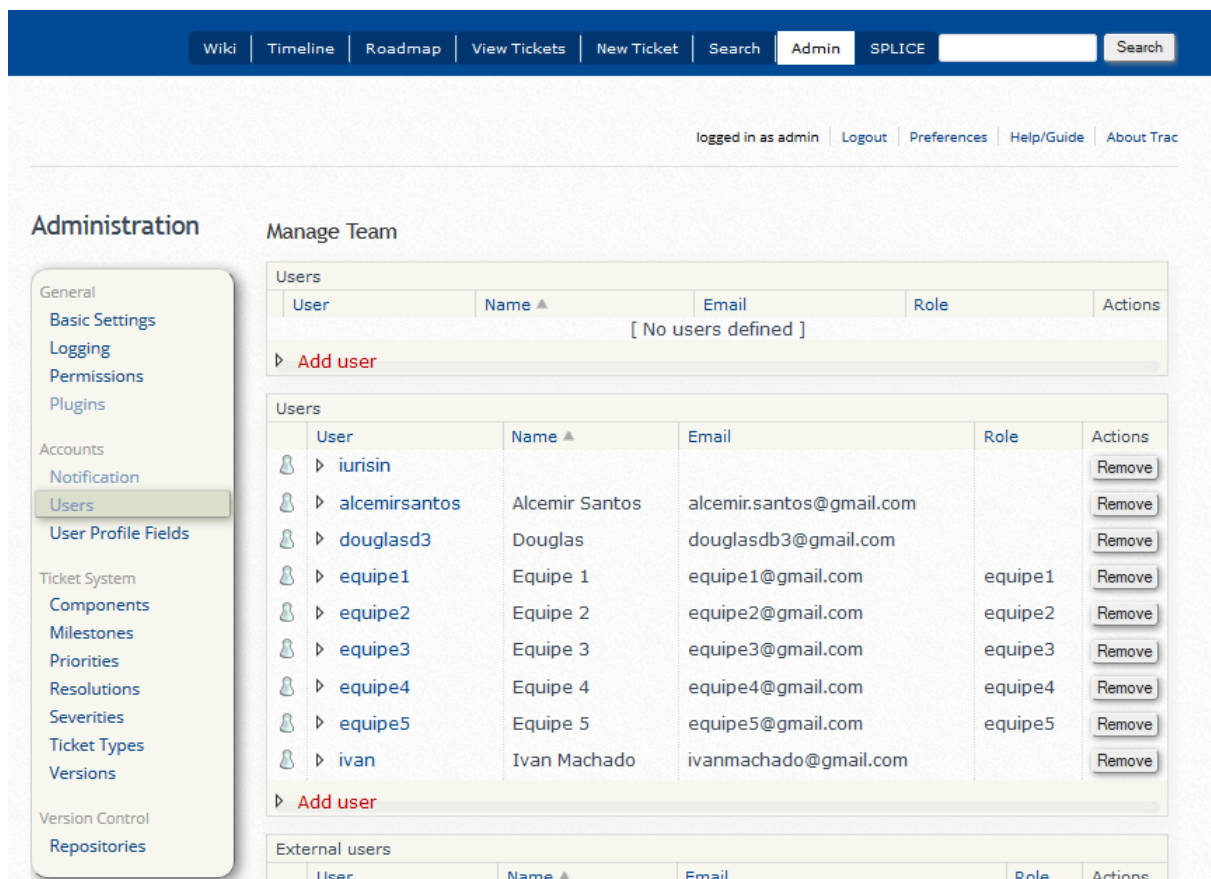 Wiki Timeline Roadmap View Tickets New Ticket Search Admin SPLICE Search
logged in as admin Logout Preferences Help/Guide About Trac
Administration
General
Basic Settings
Logging
Permissions
Plugins
Accounts
Notification
Users
User Profile Fields
Ticket System
Components
Milestones
Priorities
Resolutions
Severities
Ticket Types
Versions
Version Control
Repositories
Manage Team
Users
User Name Email Role Actions
[ No users defined ]
Add user
Users
User Name Email Role Actions
iurisin Remove
alcemirsantos Alcemir Santos alcemir.santos@gmail.com Remove
douglasd3 Douglas douglasdb3@gmail.com Remove
equipe1 Equipe 1 equipe1@gmail.com equipe1 Remove
equipe2 Equipe 2 equipe2@gmail.com equipe2 Remove
equipe3 Equipe 3 equipe3@gmail.com equipe3 Remove
equipe4 Equipe 4 equipe4@gmail.com equipe4 Remove
equipe5 Equipe 5 equipe5@gmail.com equipe5 Remove
ivan Ivan Machado ivanmachado@gmail.com Remove
Add user
External users
User Name Email Role Actions